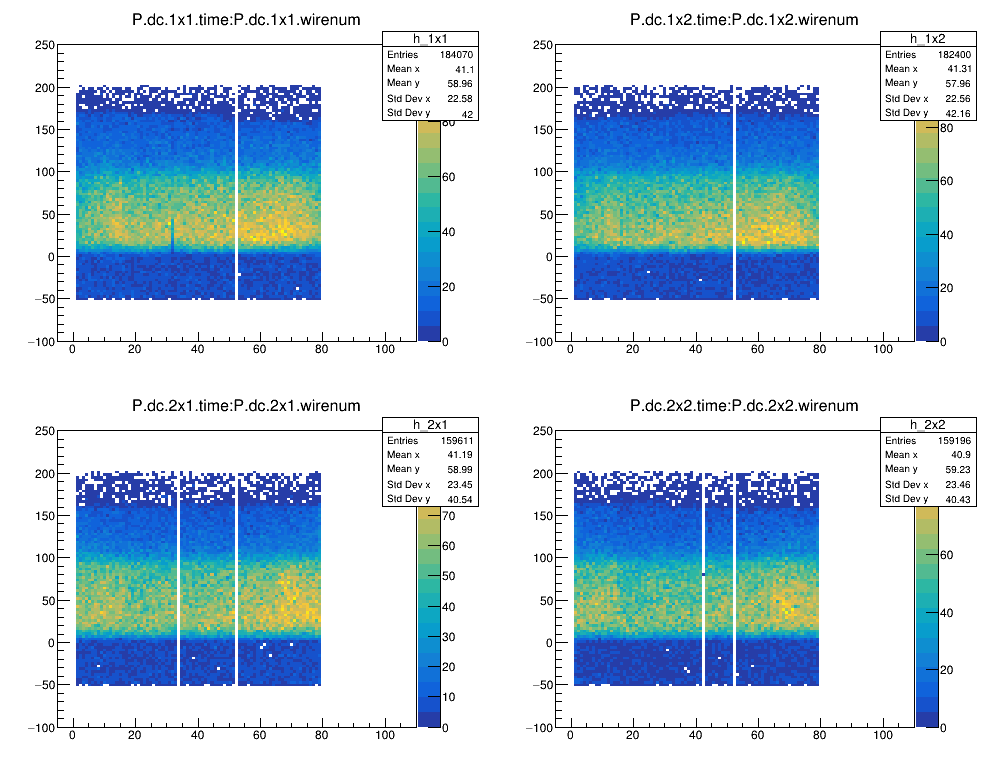 P.dc.1x1.time:P.dc.1x1.wirenum
h_1x1
Entries 184070
Mean x 41.1
Mean y 58.96
Std Dev x 22.58
Std Dev y 42
250
200
150
100
50
0
−50
−100
0 20 40 60 80 100
80
60
40
20
0
P.dc.1x2.time:P.dc.1x2.wirenum
h_1x2
Entries 182400
Mean x 41.31
Mean y 57.96
Std Dev x 22.56
Std Dev y 42.16
250
200
150
100
50
0
−50
−100
0 20 40 60 80 100
80
60
40
20
0
P.dc.2x1.time:P.dc.2x1.wirenum
h_2x1
Entries 159611
Mean x 41.19
Mean y 58.99
Std Dev x 23.45
Std Dev y 40.54
250
200
150
100
50
0
−50
−100
0 20 40 60 80 100
70
60
50
40
30
20
10
0
P.dc.2x2.time:P.dc.2x2.wirenum
h_2x2
Entries 159196
Mean x 40.9
Mean y 59.23
Std Dev x 23.46
Std Dev y 40.43
250
200
150
100
50
0
−50
−100
0 20 40 60 80 100
60
40
20
0